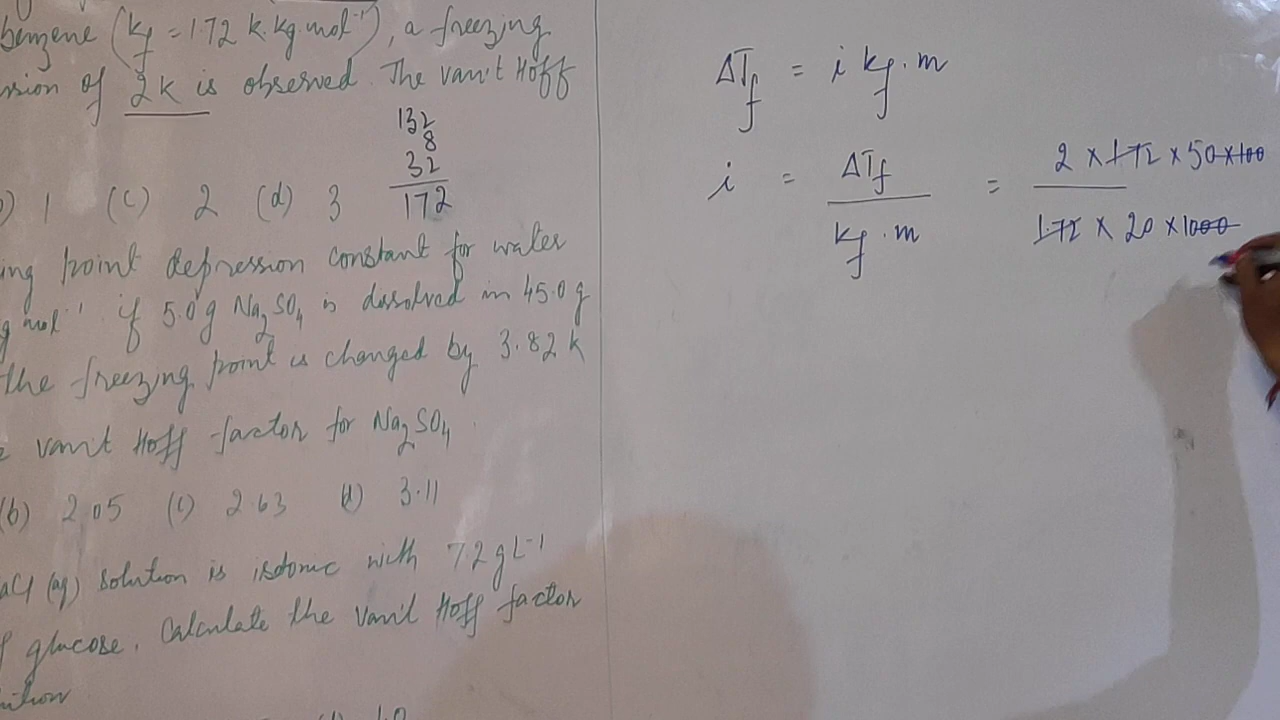 benzene (kf = 1.72 k.kg.mol⁻¹), a freezing
of 2k is observed. The van't Hoff
132
8
32
172
1 (c) 2 (d) 3
point depression constant for water
mol⁻¹ if 5.0g Na2SO4 is dissolved in 45.0 g
the freezing point is changed by 3.82 k
van't Hoff factor for Na2SO4
(b) 2.05 (c) 2.63 (d) 3.11
(aq) solution is isotonic with 7.2 g L⁻¹
glucose. Calculate the van't Hoff factor
1.0
ΔTf = i kf . m
i = ΔTf / kf . m = 2 × 172 × 50 × 100 / 1.72 × 20 × 1000